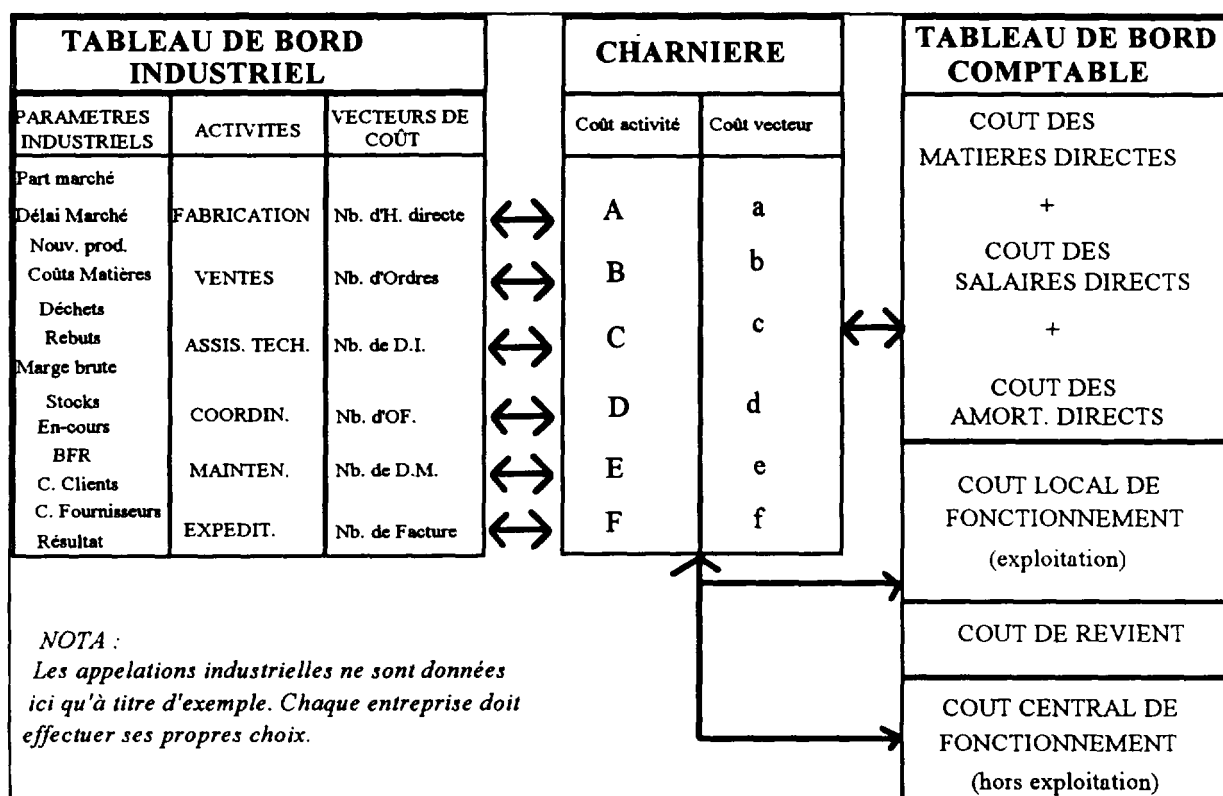 TABLEAU DE BORD
INDUSTRIEL
PARAMETRES
INDUSTRIELS
ACTIVITES
VECTEURS DE
COÛT
Part marché
Délai Marché
Nouv. prod.
Coûts Matières
Déchets
Rebuts
Marge brute
Stocks
En-cours
BFR
C. Clients
C. Fournisseurs
Résultat
FABRICATION
VENTES
ASSIS. TECH.
COORDIN.
MAINTEN.
EXPEDIT.
Nb. d'H. directe
Nb. d'Ordres
Nb. de D.I.
Nb. d'OF.
Nb. de D.M.
Nb. de Facture
CHARNIERE
Coût activité
Coût vecteur
A a
B b
C c
D d
E e
F f
TABLEAU DE BORD
COMPTABLE
COUT DES
MATIERES DIRECTES
+
COUT DES
SALAIRES DIRECTS
+
COUT DES
AMORT. DIRECTS
COUT LOCAL DE
FONCTIONNEMENT
(exploitation)
COUT DE REVIENT
COUT CENTRAL DE
FONCTIONNEMENT
(hors exploitation)
NOTA :
Les appelations industrielles ne sont données
ici qu'à titre d'exemple. Chaque entreprise doit
effectuer ses propres choix.